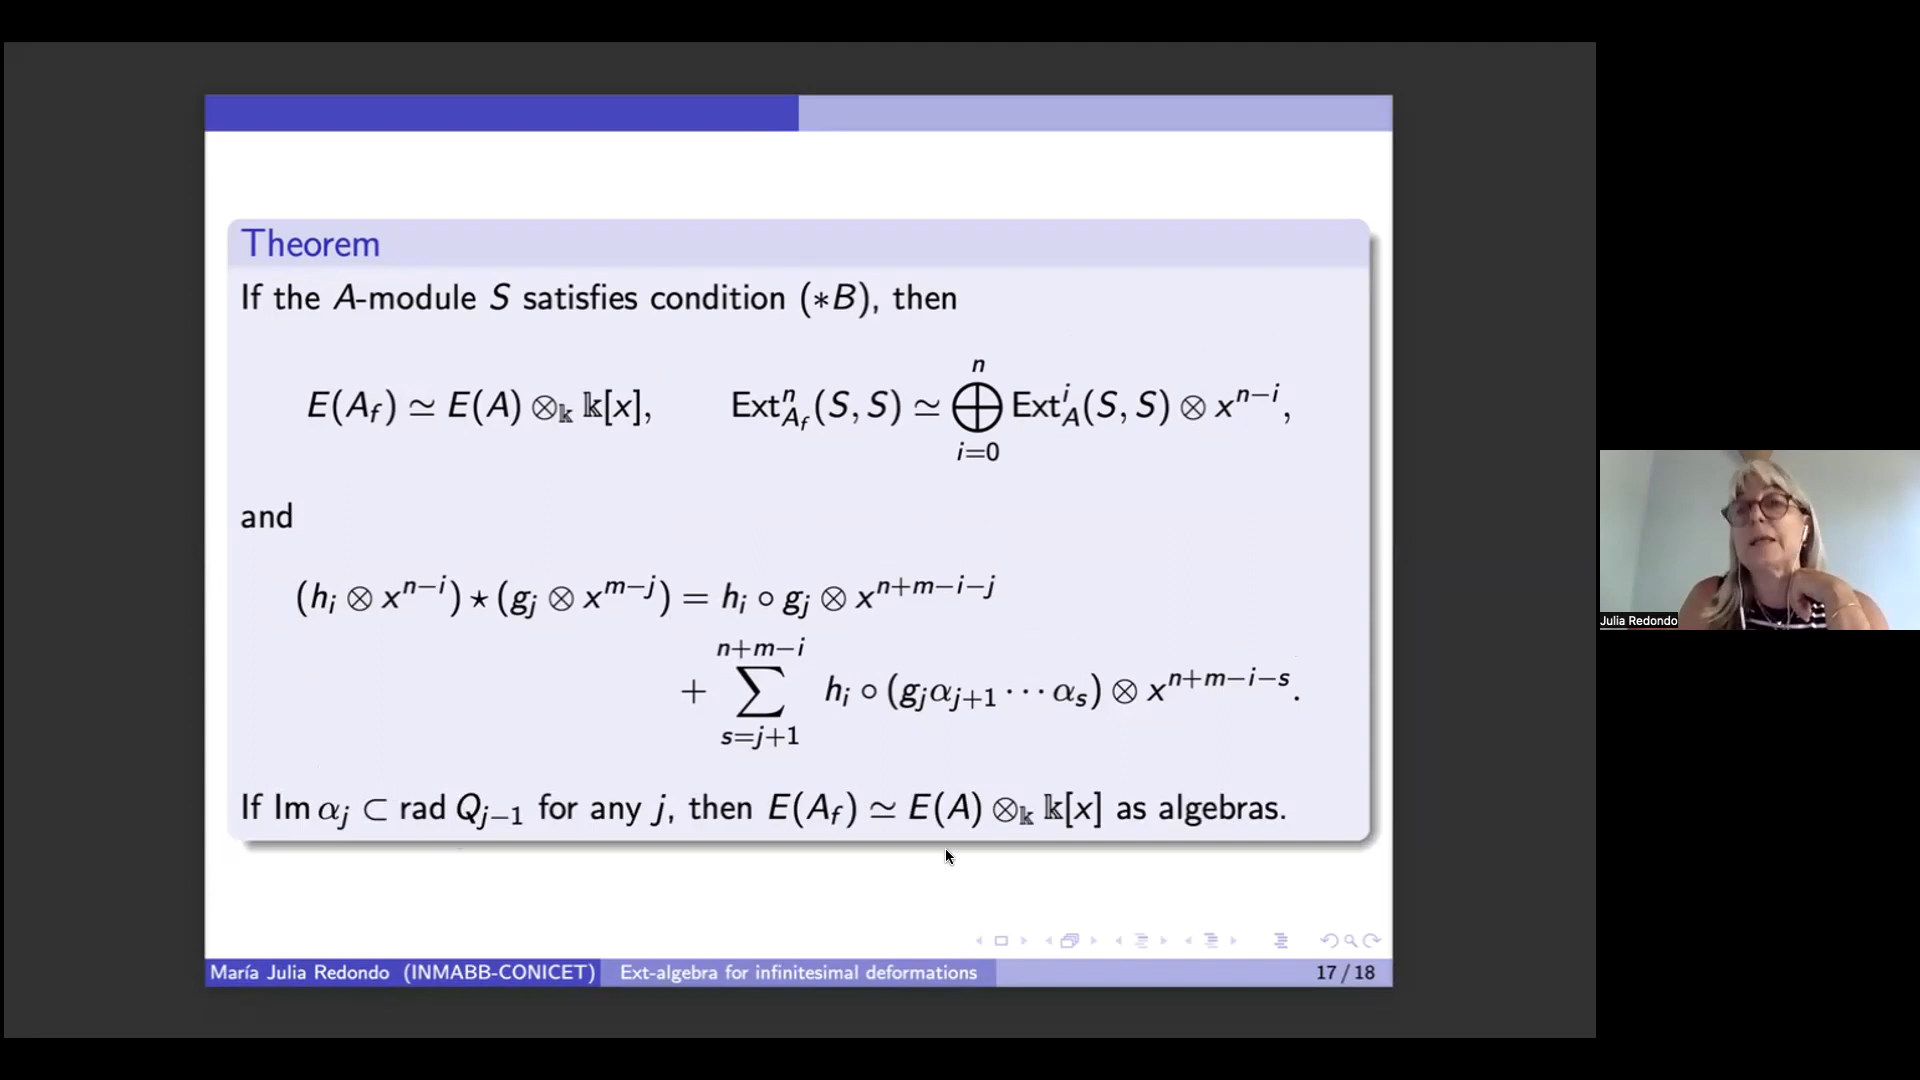 Theorem
If the A-module S satisfies condition (∗B), then
E(A_f) ≃ E(A) ⊗_𝕜 𝕜[x], Ext^n_{A_f}(S, S) ≃ ⊕_{i=0}^{n} Ext^i_A(S, S) ⊗ x^{n−i},
and
(h_i ⊗ x^{n−i}) ⋆ (g_j ⊗ x^{m−j}) = h_i ∘ g_j ⊗ x^{n+m−i−j}
+ ∑_{s=j+1}^{n+m−i} h_i ∘ (g_j α_{j+1} ⋯ α_s) ⊗ x^{n+m−i−s}.
If Im α_j ⊂ rad Q_{j−1} for any j, then E(A_f) ≃ E(A) ⊗_𝕜 𝕜[x] as algebras.
María Julia Redondo (INMABB-CONICET) Ext-algebra for infinitesimal deformations 17 / 18
Julia Redondo